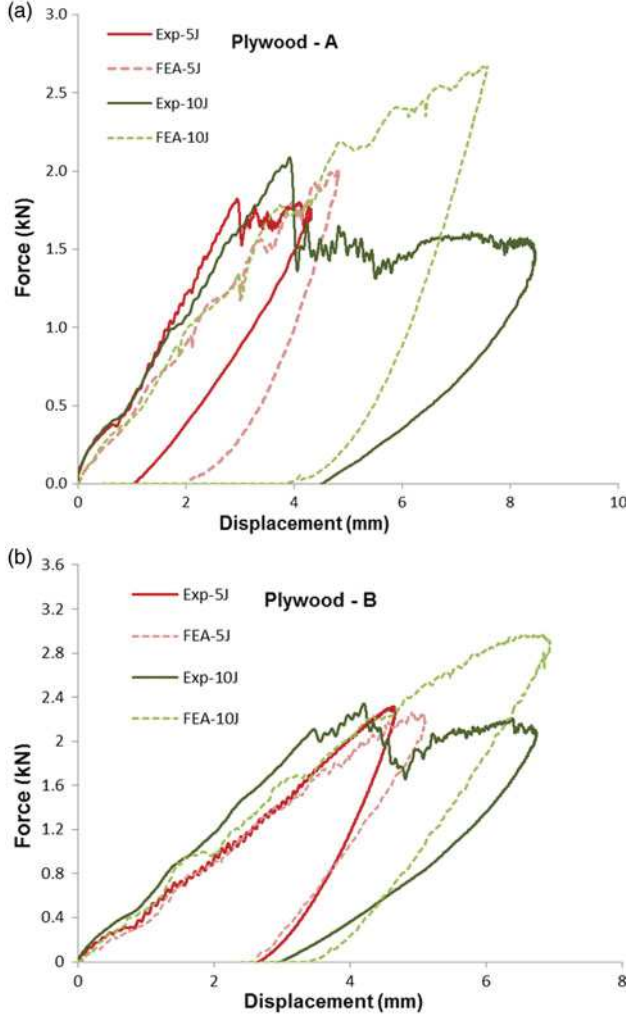 (a)
3.0
2.5
2.0
1.5
1.0
0.5
0.0
Force (kN)
Plywood - A
Exp-5J
FEA-5J
Exp-10J
FEA-10J
0 2 4 6 8 10
Displacement (mm)
(b)
3.6
3.2
2.8
2.4
2
1.6
1.2
0.8
0.4
0
Force (kN)
Plywood - B
Exp-5J
FEA-5J
Exp-10J
FEA-10J
0 2 4 6 8
Displacement (mm)